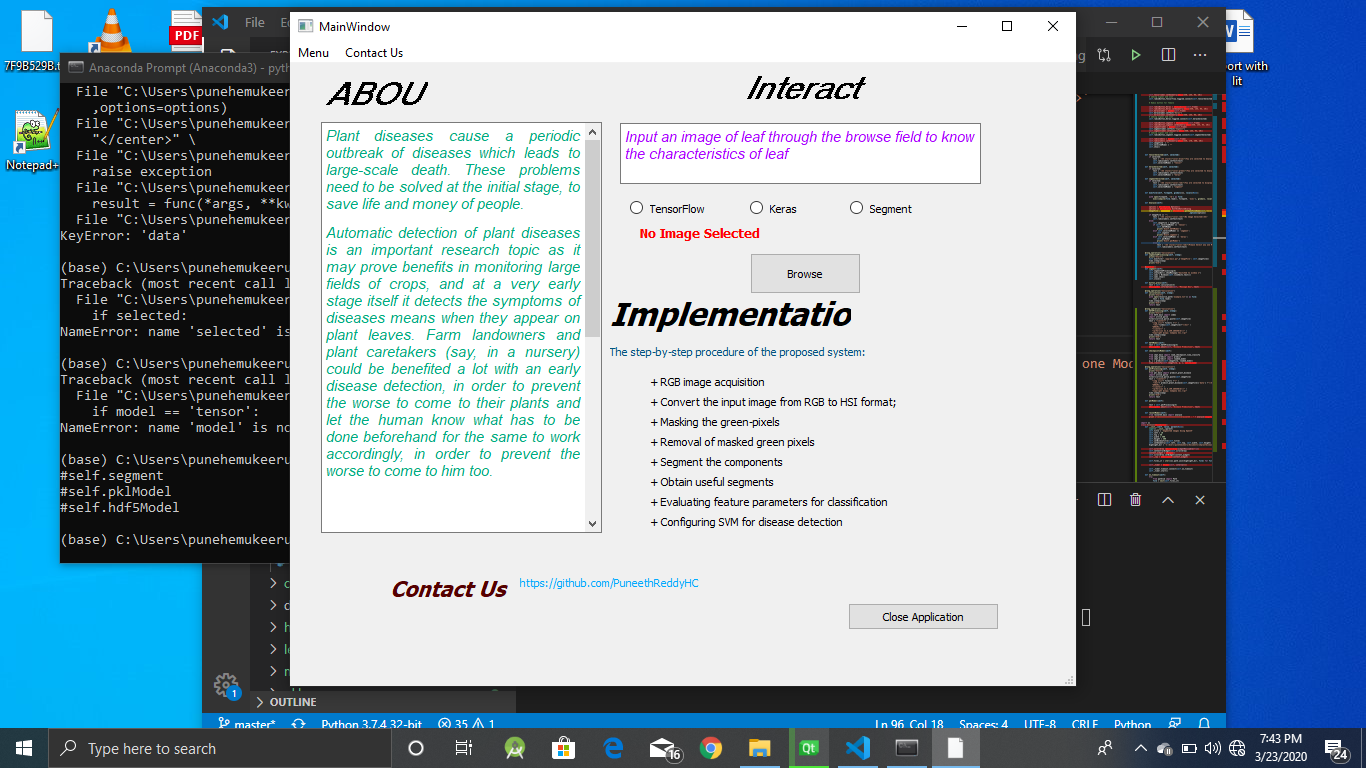 7F9B529B.t
PDF
Notepad+
File
MainWindow
Menu
Contact Us
Anaconda Prompt (Anaconda3) - pyth
File "C:\Users\punehemukeer
,options=options)
File "C:\Users\punehemukeer
"</center>" \
File "C:\Users\punehemukeer
raise exception
File "C:\Users\punehemukeer
result = func(*args, **kw
File "C:\Users\punehemukeer
KeyError: 'data'
(base) C:\Users\punehemukeeru
Traceback (most recent call l
File "C:\Users\punehemukeer
if selected:
NameError: name 'selected' is
(base) C:\Users\punehemukeeru
Traceback (most recent call l
File "C:\Users\punehemukeer
if model == 'tensor':
NameError: name 'model' is no
(base) C:\Users\punehemukeeru
#self.segment
#self.pklModel
#self.hdf5Model
(base) C:\Users\punehemukeeru
ABOU
Plant diseases cause a periodic
outbreak of diseases which leads to
large-scale death. These problems
need to be solved at the initial stage, to
save life and money of people.
Automatic detection of plant diseases
is an important research topic as it
may prove benefits in monitoring large
fields of crops, and at a very early
stage itself it detects the symptoms of
diseases means when they appear on
plant leaves. Farm landowners and
plant caretakers (say, in a nursery)
could be benefited a lot with an early
disease detection, in order to prevent
the worse to come to their plants and
let the human know what has to be
done beforehand for the same to work
accordingly, in order to prevent the
worse to come to him too.
Interact
Input an image of leaf through the browse field to know
the characteristics of leaf
TensorFlow
Keras
Segment
No Image Selected
Browse
Implementatio
The step-by-step procedure of the proposed system:
+ RGB image acquisition
+ Convert the input image from RGB to HSI format;
+ Masking the green-pixels
+ Removal of masked green pixels
+ Segment the components
+ Obtain useful segments
+ Evaluating feature parameters for classification
+ Configuring SVM for disease detection
Contact Us
https://github.com/PuneethReddyHC
Close Application
ort with
lit
one Mod
OUTLINE
1
master*
Python 3.7.4 32-bit
35
1
Ln 96, Col 18
Spaces: 4
UTF-8
CRLF
Python
Type here to search
16
Qt
7:43 PM
3/23/2020
24